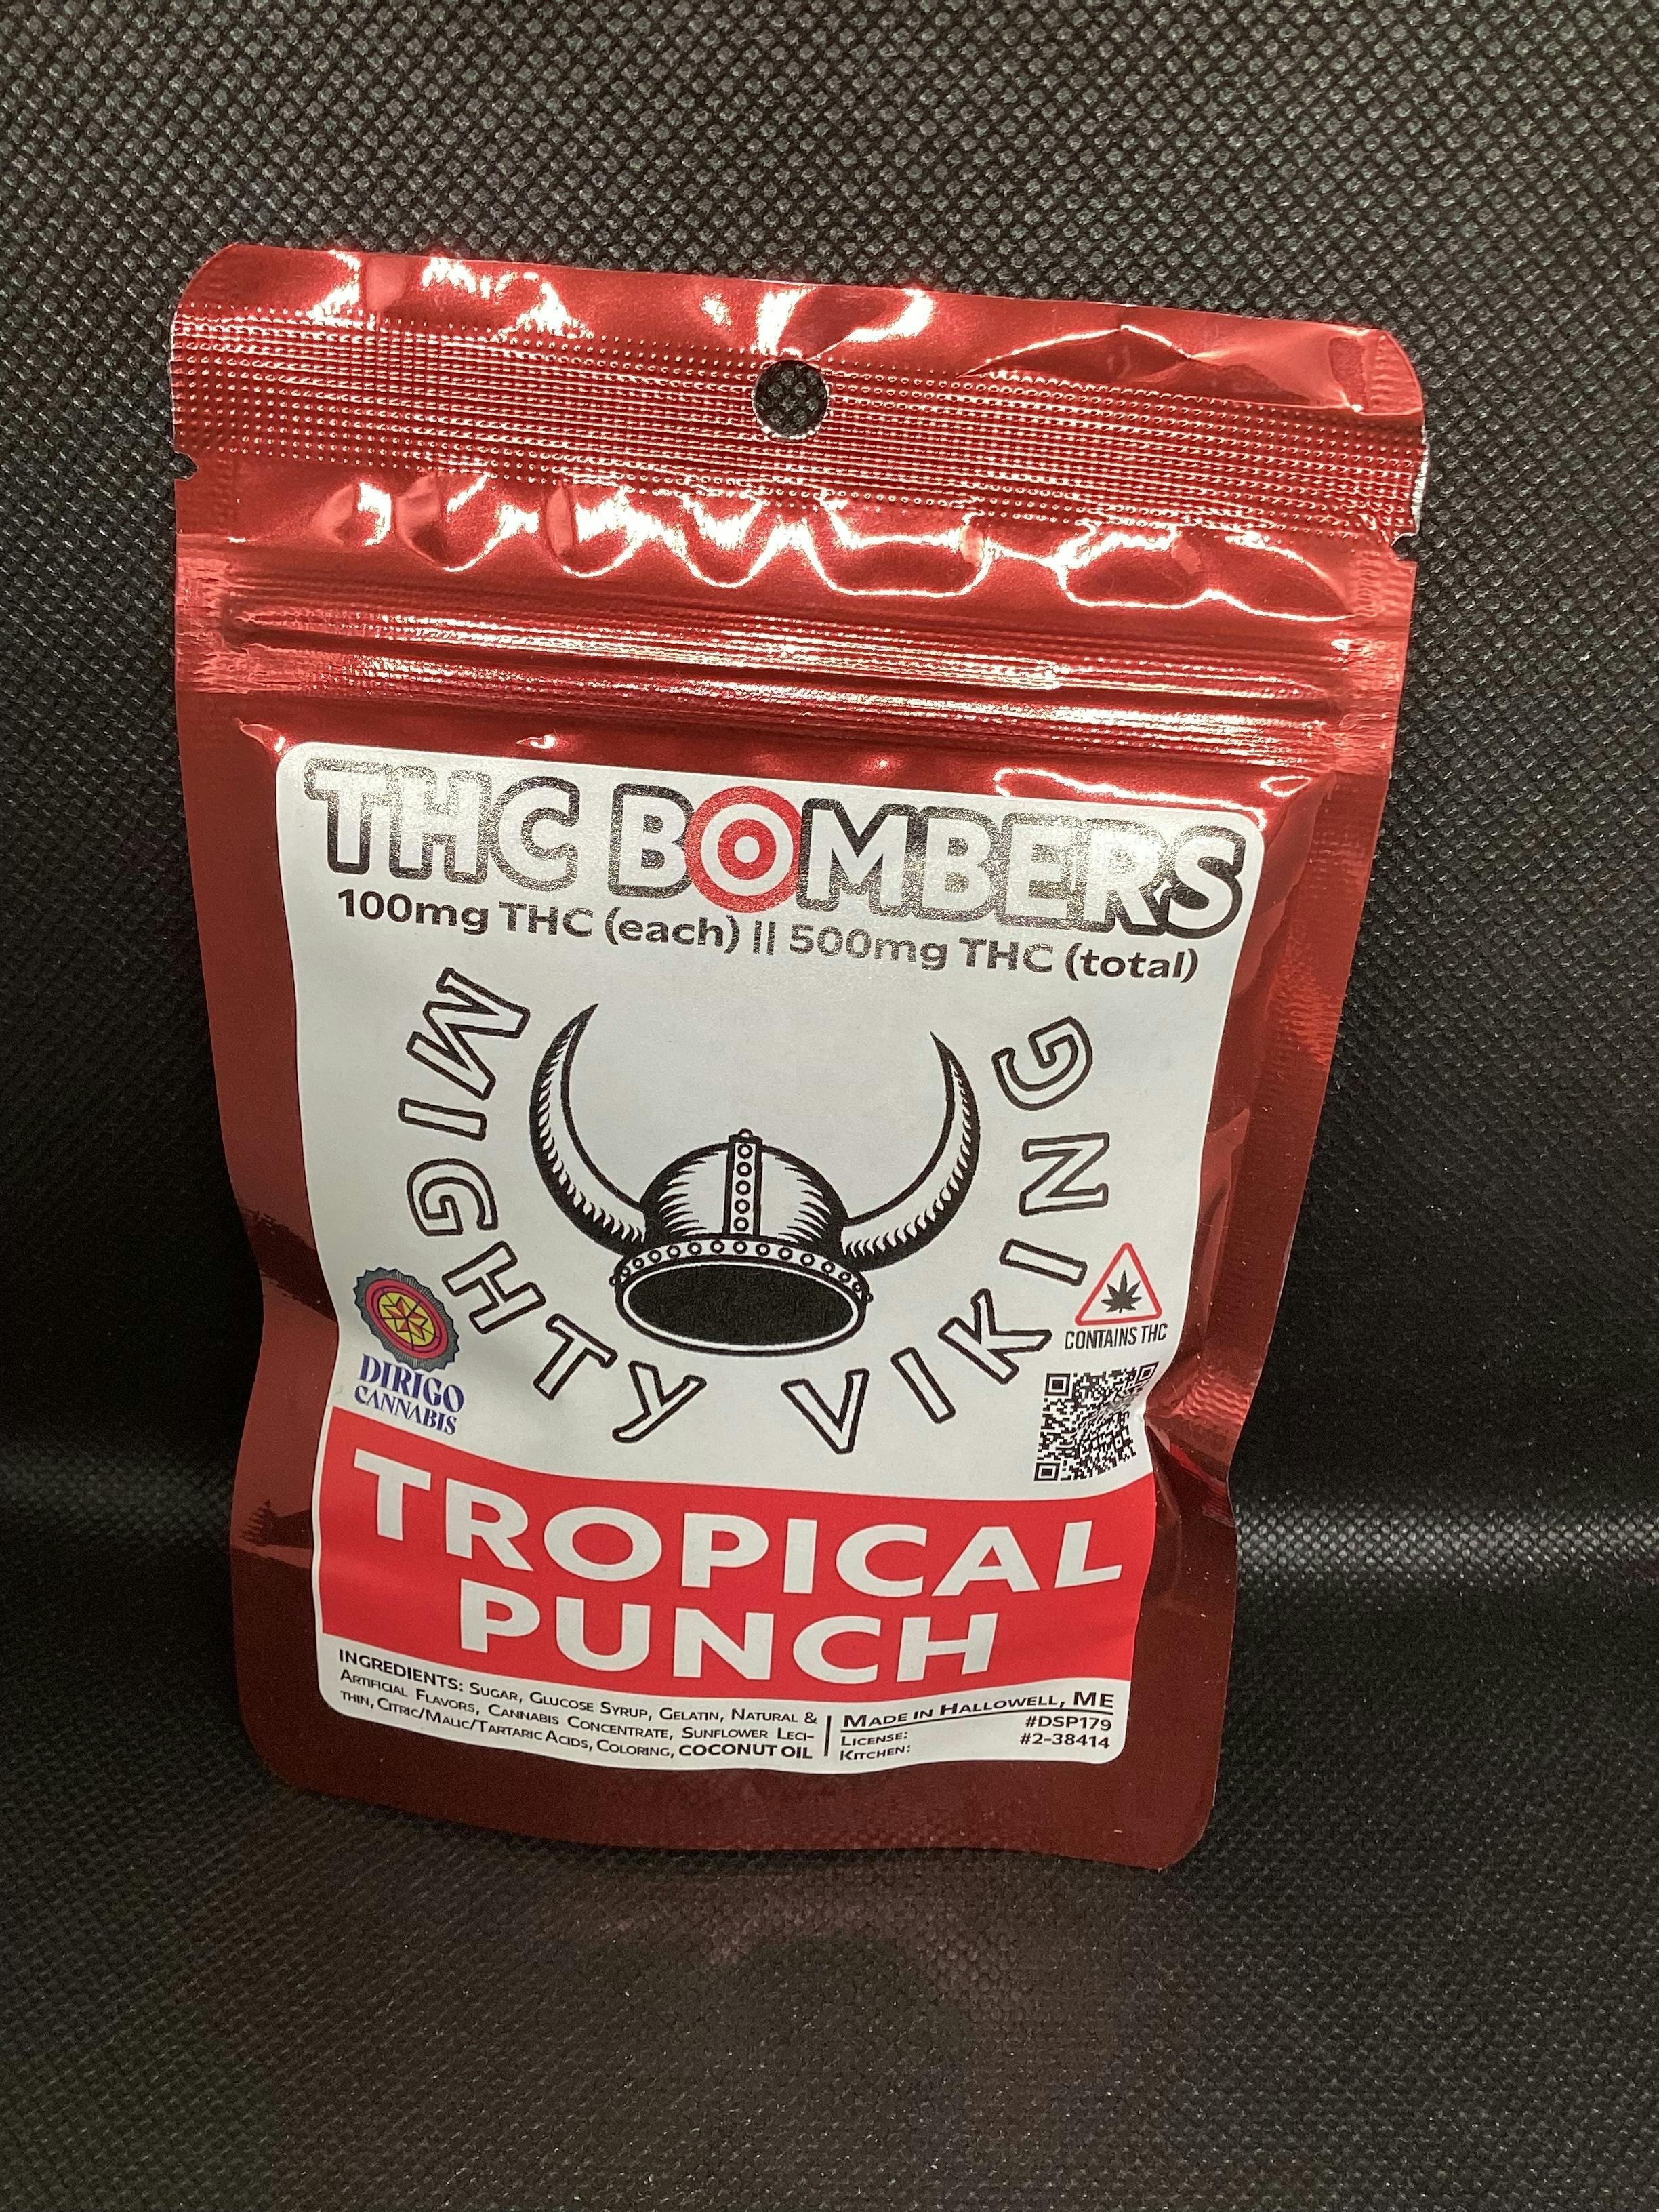 THC BOMBERS
100mg THC (each) || 500mg THC (total)
MIGHTY VIKING
CONTAINS THC
DIRIGO
CANNABIS
TROPICAL
PUNCH
INGREDIENTS: SUGAR, GLUCOSE SYRUP, GELATIN, NATURAL &
ARTIFICIAL FLAVORS, CANNABIS CONCENTRATE, SUNFLOWER LECI-
THIN, CITRIC/MALIC/TARTARIC ACIDS, COLORING, COCONUT OIL
MADE IN HALLOWELL, ME
LICENSE: #DSP179
KITCHEN: #2-38414